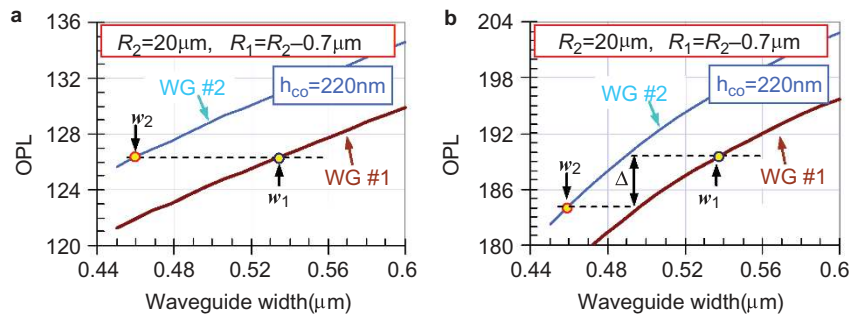 a
R2=20μm, R1=R2–0.7μm
hco=220nm
WG #2
WG #1
w2
w1
OPL
136
132
128
124
120
0.44
0.48
0.52
0.56
0.6
Waveguide width(μm)
b
R2=20μm, R1=R2–0.7μm
hco=220nm
WG #2
WG #1
w2
w1
Δ
OPL
204
198
192
186
180
0.44
0.48
0.52
0.56
0.6
Waveguide width(μm)